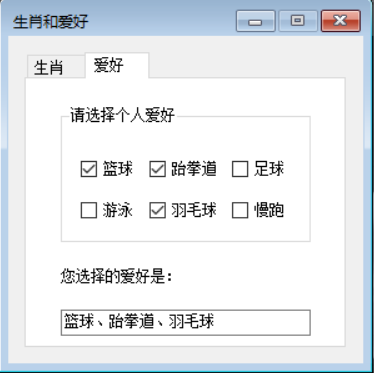 生肖和爱好
生肖 爱好
请选择个人爱好
篮球 跆拳道 足球
游泳 羽毛球 慢跑
您选择的爱好是：
篮球、跆拳道、羽毛球